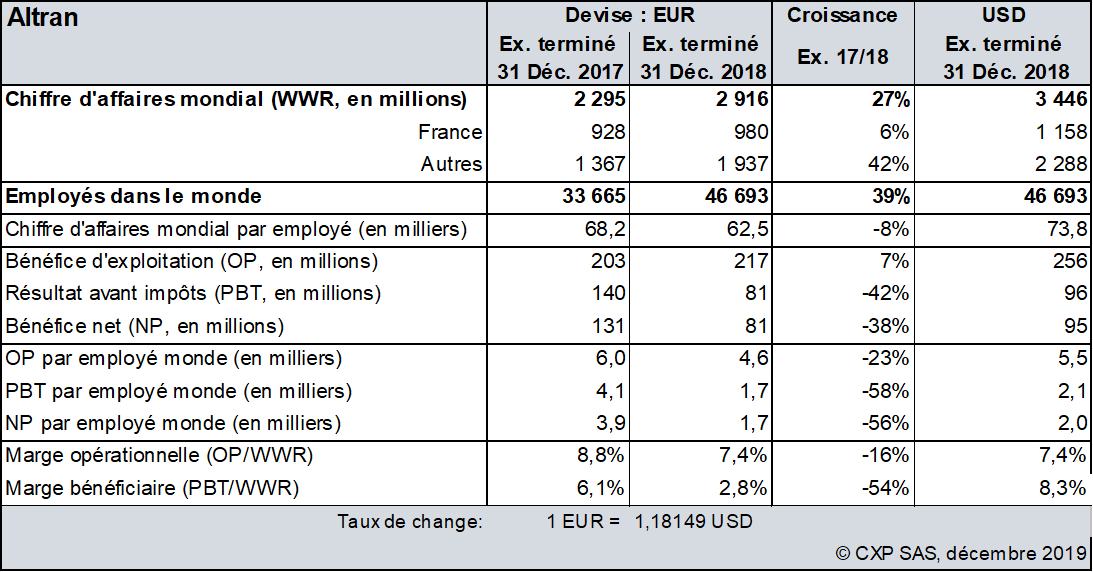 Altran Devise : EUR Croissance USD
Ex. terminé Ex. terminé Ex. 17/18 Ex. terminé
31 Déc. 2017 31 Déc. 2018 31 Déc. 2018
Chiffre d'affaires mondial (WWR, en millions) 2 295 2 916 27% 3 446
France 928 980 6% 1 158
Autres 1 367 1 937 42% 2 288
Employés dans le monde 33 665 46 693 39% 46 693
Chiffre d'affaires mondial par employé (en milliers) 68,2 62,5 -8% 73,8
Bénéfice d'exploitation (OP, en millions) 203 217 7% 256
Résultat avant impôts (PBT, en millions) 140 81 -42% 96
Bénéfice net (NP, en millions) 131 81 -38% 95
OP par employé monde (en milliers) 6,0 4,6 -23% 5,5
PBT par employé monde (en milliers) 4,1 1,7 -58% 2,1
NP par employé monde (en milliers) 3,9 1,7 -56% 2,0
Marge opérationnelle (OP/WWR) 8,8% 7,4% -16% 7,4%
Marge bénéficiaire (PBT/WWR) 6,1% 2,8% -54% 8,3%
Taux de change: 1 EUR = 1,18149 USD
© CXP SAS, décembre 2019